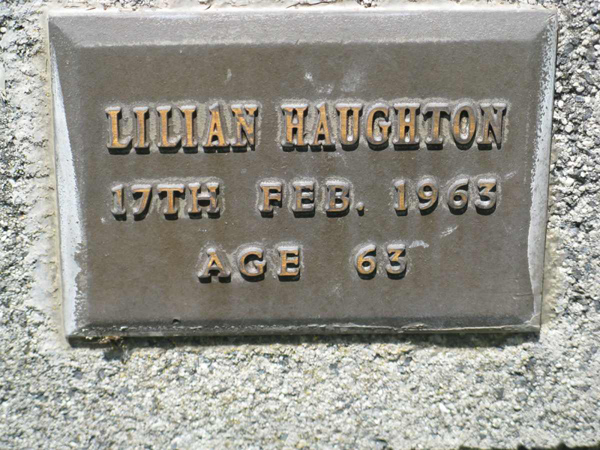 LILIAN HAUGHTON
17TH FEB. 1963
AGE 63